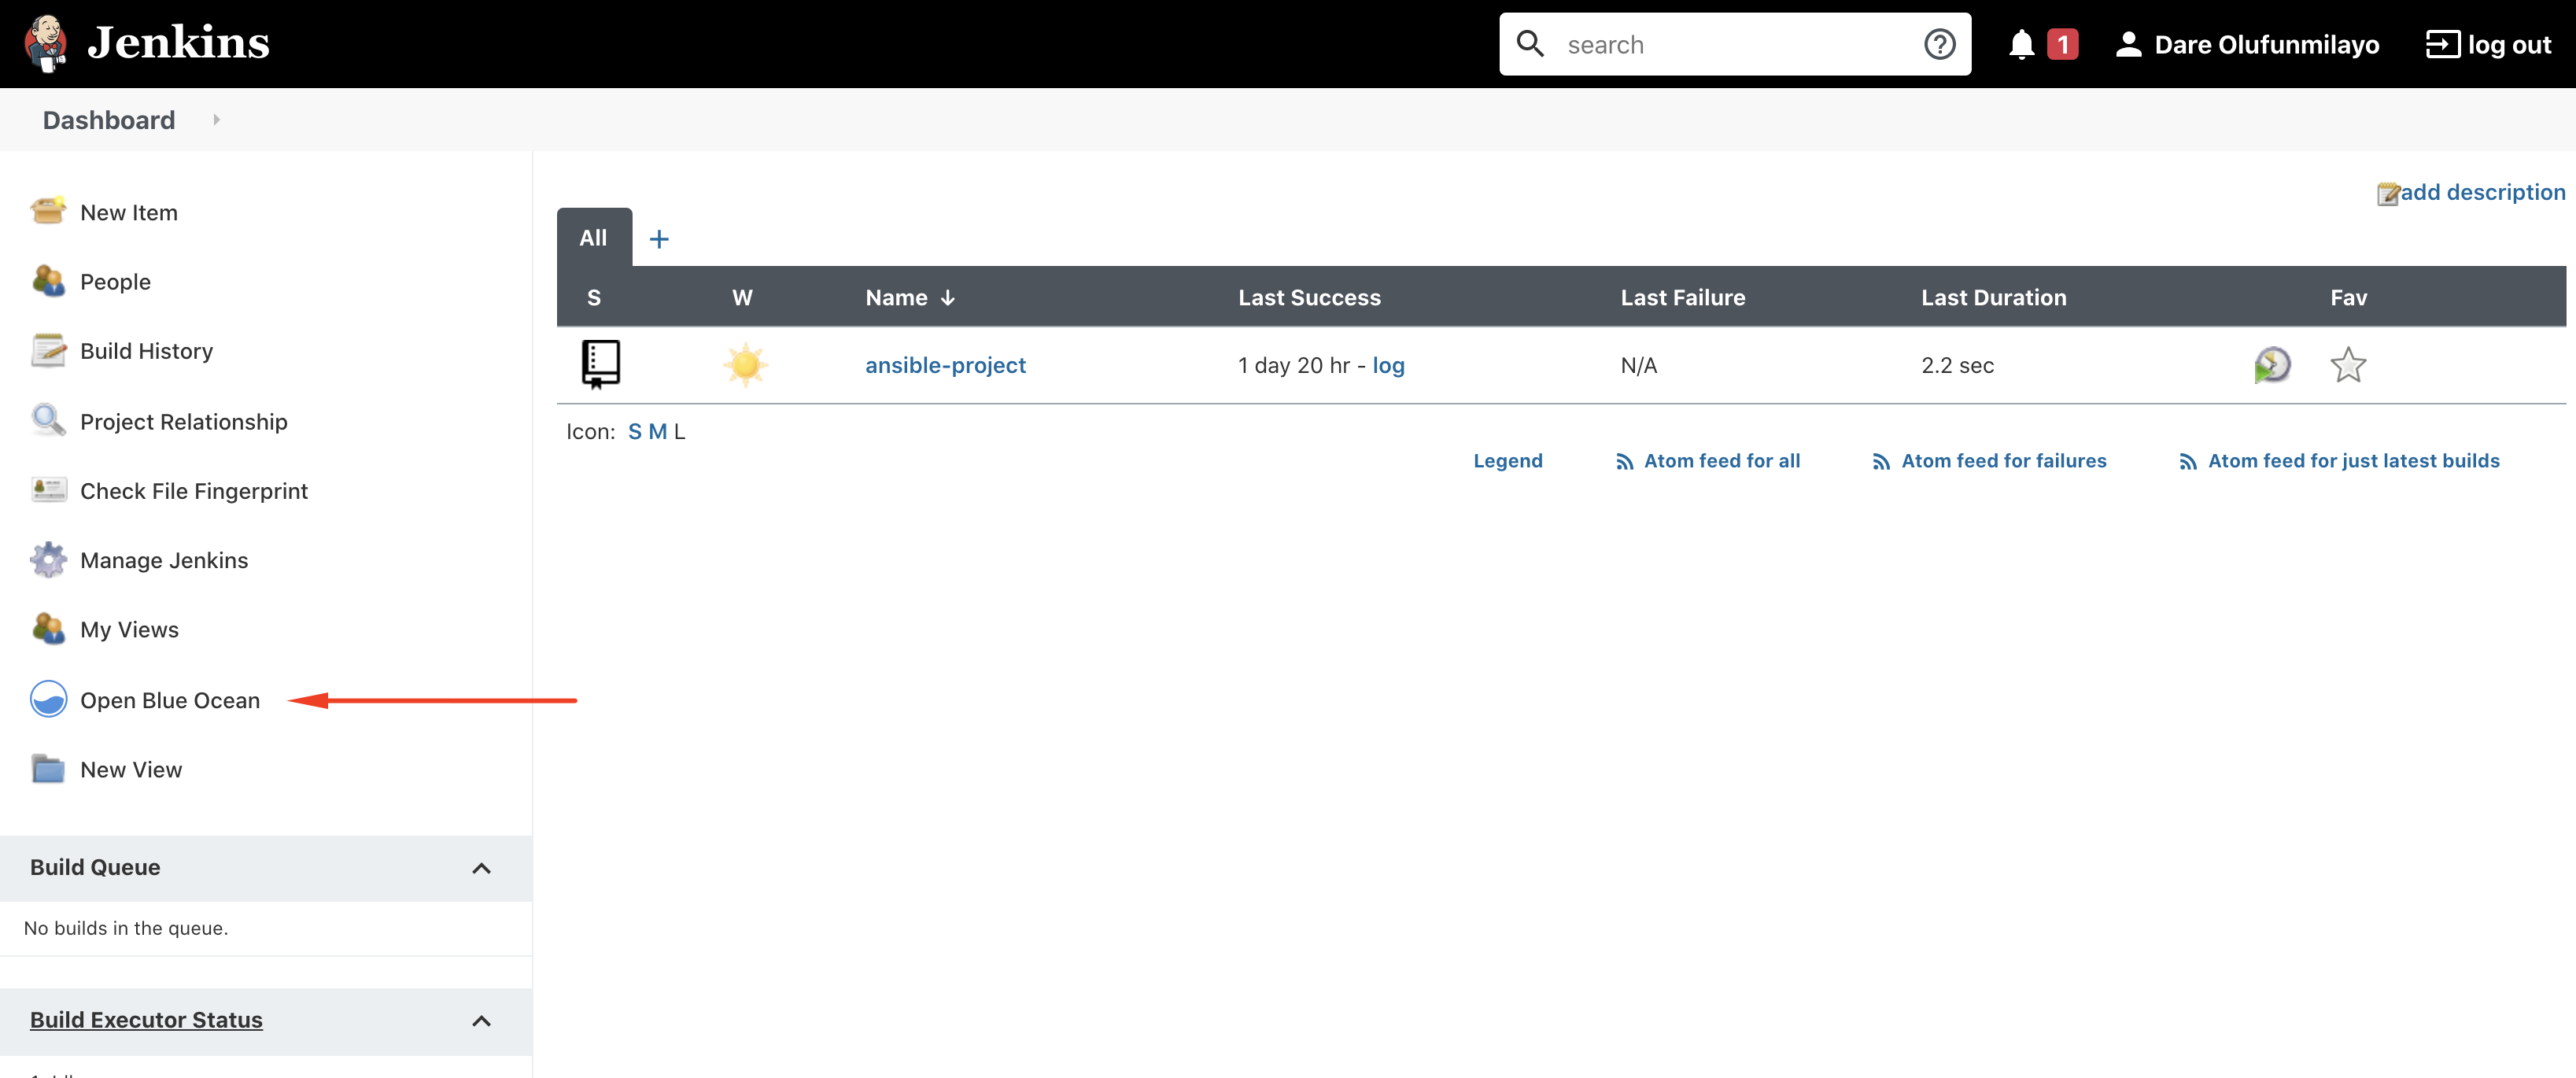 Jenkins
search
1
Dare Olufunmilayo
log out
Dashboard
New Item
People
Build History
Project Relationship
Check File Fingerprint
Manage Jenkins
My Views
Open Blue Ocean
New View
Build Queue
No builds in the queue.
Build Executor Status
add description
All +
S W Name ↓ Last Success Last Failure Last Duration Fav
ansible-project 1 day 20 hr - log N/A 2.2 sec
Icon: S M L
Legend Atom feed for all Atom feed for failures Atom feed for just latest builds